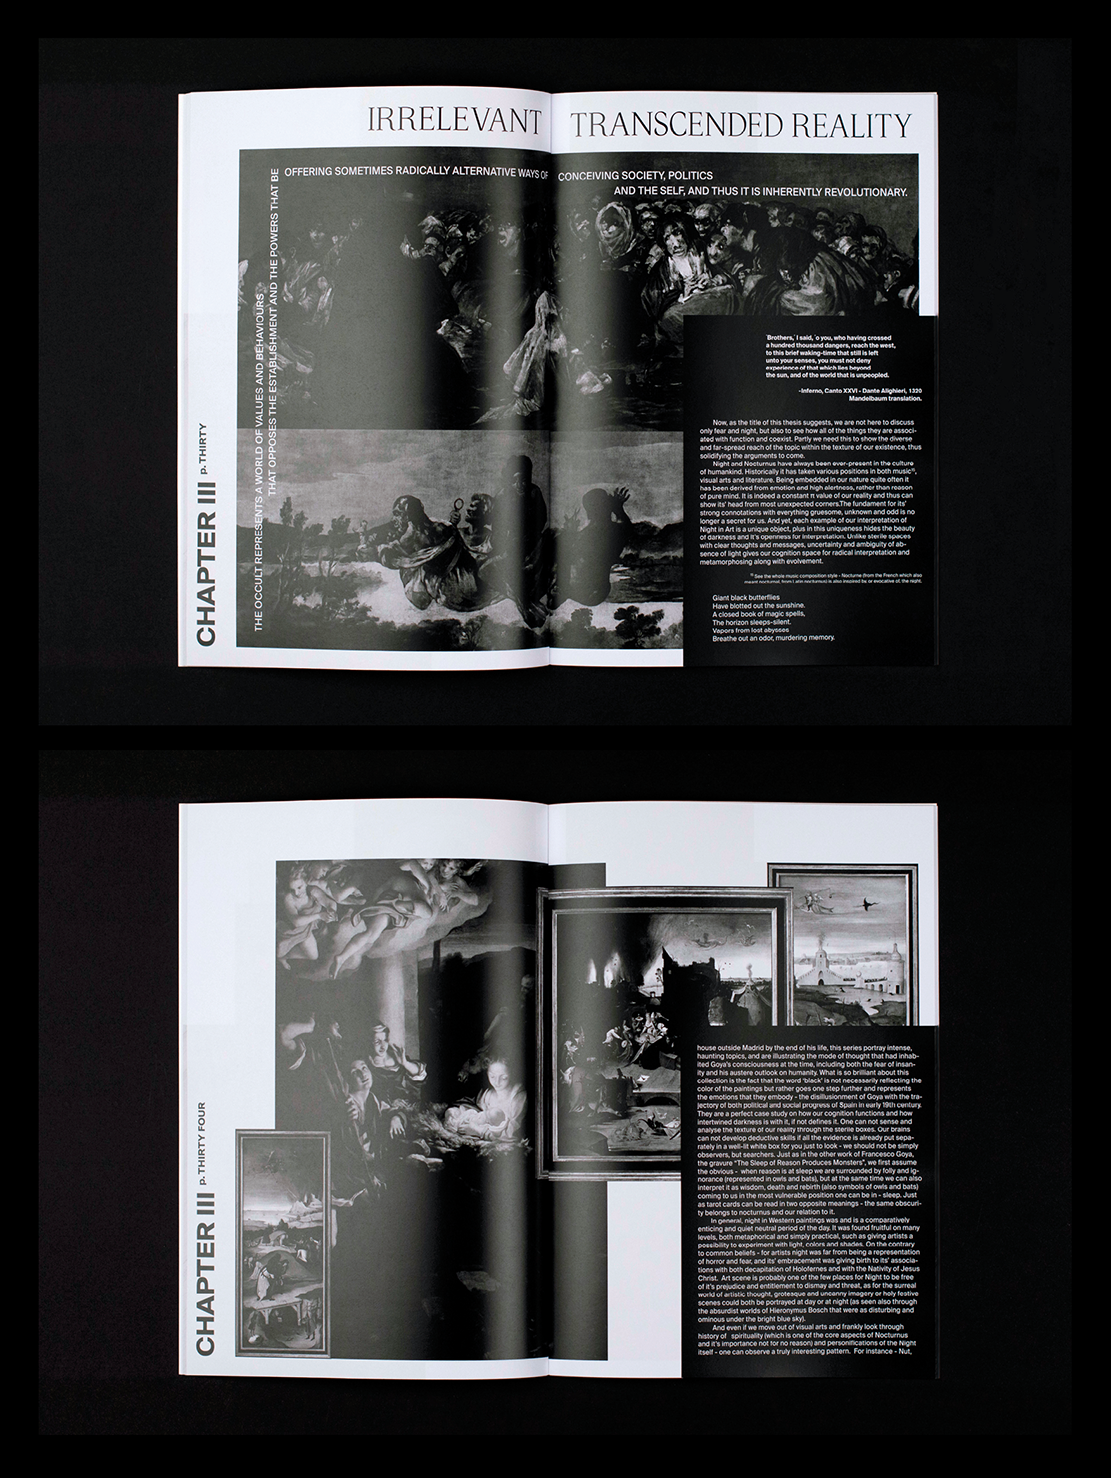 IRRELEVANT TRANSCENDED REALITY
OFFERING SOMETIMES RADICALLY ALTERNATIVE WAYS OF CONCEIVING SOCIETY, POLITICS
AND THE SELF, AND THUS IT IS INHERENTLY REVOLUTIONARY.
THE OCCULT REPRESENTS A WORLD OF VALUES AND BEHAVIOURS
THAT OPPOSES THE ESTABLISHMENT AND THE POWERS THAT BE
CHAPTER III p. THIRTY
'Brothers,' I said, 'o you, who having crossed
a hundred thousand dangers, reach the west,
to this brief waking-time that still is left
unto your senses, you must not deny
experience of that which lies beyond
the sun, and of the world that is unpeopled.
-Inferno, Canto XXVI - Dante Alighieri, 1320
Mandelbaum translation.
Now, as the title of this thesis suggests, we are not here to discuss
only fear and night, but also to see how all of the things they are associ-
ated with function and coexist. Partly we need this to show the diverse
and far-spread reach of the topic within the texture of our existence, thus
solidifying the arguments to come.
Night and Nocturnus have always been ever-present in the culture
of humankind. Historically it has taken various positions in both music¹⁵,
visual arts and literature. Being embedded in our nature quite often it
has been derived from emotion and high alertness, rather than reason
of pure mind. It is indeed a constant π value of our reality and thus can
show its' head from most unexpected corners.The fundament for its'
strong connotations with everything gruesome, unknown and odd is no
longer a secret for us. And yet, each example of our interpretation of
Night in Art is a unique object, plus in this uniqueness hides the beauty
of darkness and it's openness for interpretation. Unlike sterile spaces
with clear thoughts and messages, uncertainty and ambiguity of ab-
sence of light gives our cognition space for radical interpretation and
metamorphosing along with evolvement.
See the whole music composition style - Nocturne (from the French which also
meant nocturnal, from Latin nocturnus) is also inspired by or evocative of, the night.
Giant black butterflies
Have blotted out the sunshine.
A closed book of magic spells,
The horizon sleeps-silent.
Vapors from lost abysses
Breathe out an odor, murdering memory.
CHAPTER III p. THIRTY FOUR
house outside Madrid by the end of his life, this series portray intense,
haunting topics, and are illustrating the mode of thought that had inhab-
ited Goya's consciousness at the time, including both the fear of insan-
ity and his austere outlook on humanity. What is so brilliant about this
collection is the fact that the word 'black' is not necessarily reflecting the
color of the paintings but rather goes one step further and represents
the emotions that they embody - the disillusionment of Goya with the tra-
jectory of both political and social progress of Spain in early 19th century.
They are a perfect case study on how our cognition functions and how
intertwined darkness is with it, if not defines it. One can not sense and
analyse the texture of our reality through the sterile boxes. Our brains
can not develop deductive skills if all the evidence is already put sepa-
rately in a well-lit white box for you just to look - we should not be simply
observers, but searchers. Just as in the other work of Francesco Goya,
the gravure "The Sleep of Reason Produces Monsters", we first assume
the obvious - when reason is at sleep we are surrounded by folly and ig-
norance (represented in owls and bats), but at the same time we can also
interpret it as wisdom, death and rebirth (also symbols of owls and bats)
coming to us in the most vulnerable position one can be in - sleep. Just
as tarot cards can be read in two opposite meanings - the same obscuri-
ty belongs to nocturnus and our relation to it.
In general, night in Western paintings was and is a comparatively
enticing and quiet neutral period of the day. It was found fruitful on many
levels, both metaphorical and simply practical, such as giving artists a
possibility to experiment with light, colors and shades. On the contrary
to common beliefs - for artists night was far from being a representation
of horror and fear, and its' embracement was giving birth to its' associa-
tions with both decapitation of Holofernes and with the Nativity of Jesus
Christ. Art scene is probably one of the few places for Night to be free
of it's prejudice and entitlement to dismay and threat, as for the surreal
world of artistic thought, grotesque and uncanny imagery or holy festive
scenes could both be portrayed at day or at night (as seen also through
the absurdist worlds of Hieronymus Bosch that were as disturbing and
ominous under the bright blue sky).
And even if we move out of visual arts and frankly look through
history of spirituality (which is one of the core aspects of Nocturnus
and it's importance not for no reason) and personifications of the Night
itself - one can observe a truly interesting pattern. For instance - Nut,